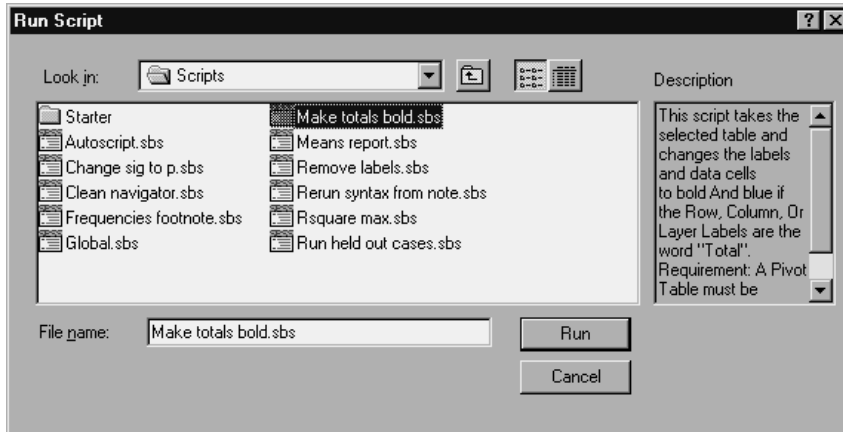 Run Script
Look in:
Scripts
Description
Starter
Autoscript.sbs
Change sig to p.sbs
Clean navigator.sbs
Frequencies footnote.sbs
Global.sbs
Make totals bold.sbs
Means report.sbs
Remove labels.sbs
Rerun syntax from note.sbs
Rsquare max.sbs
Run held out cases.sbs
This script takes the
selected table and
changes the labels
and data cells
to bold And blue if
the Row, Column, Or
Layer Labels are the
word "Total".
Requirement: A Pivot
Table must be
File name:
Make totals bold.sbs
Run
Cancel